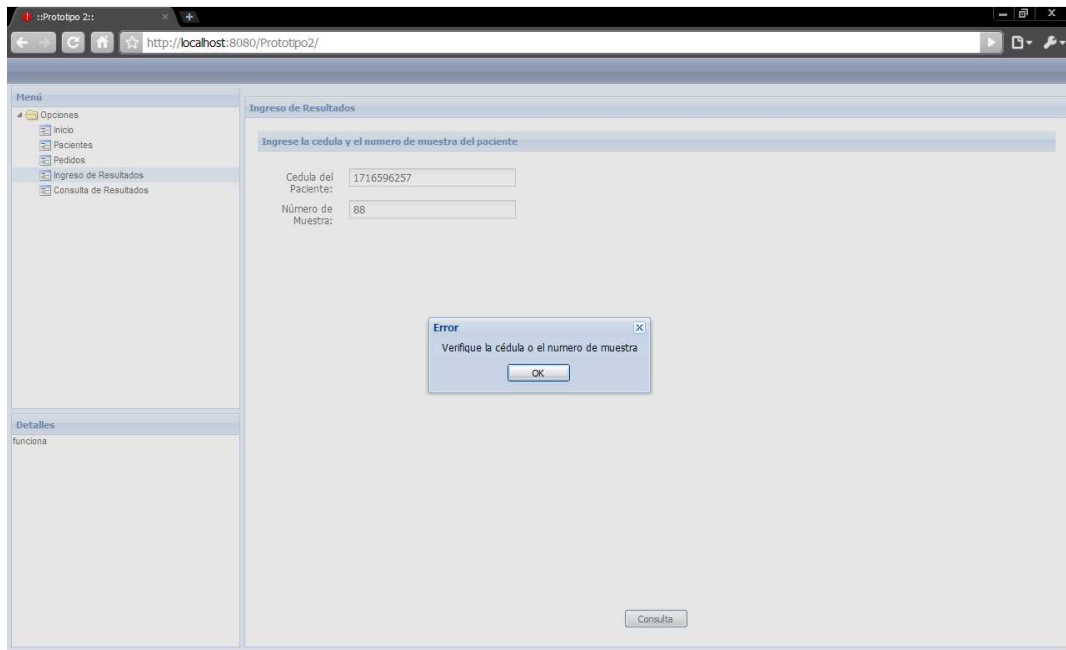 ::Prototipo 2::
http://localhost:8080/Prototipo2/
Menú
Opciones
Inicio
Pacientes
Pedidos
Ingreso de Resultados
Consulta de Resultados
Detalles
funciona
Ingreso de Resultados
Ingrese la cedula y el numero de muestra del paciente
Cedula del
Paciente:
1716596257
Número de
Muestra:
88
Error
Verifique la cédula o el numero de muestra
OK
Consulta